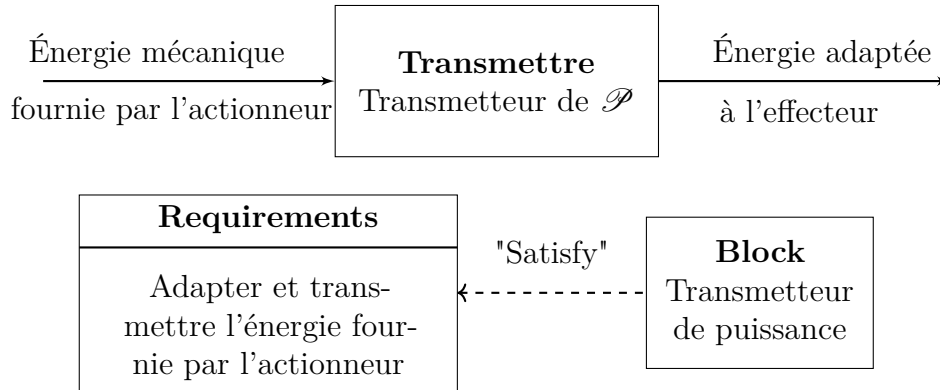 Énergie mécanique
fournie par l'actionneur
Transmettre
Transmetteur de 𝒫
Énergie adaptée
à l'effecteur
Requirements
Adapter et trans-
mettre l'énergie four-
nie par l'actionneur
"Satisfy"
Block
Transmetteur
de puissance